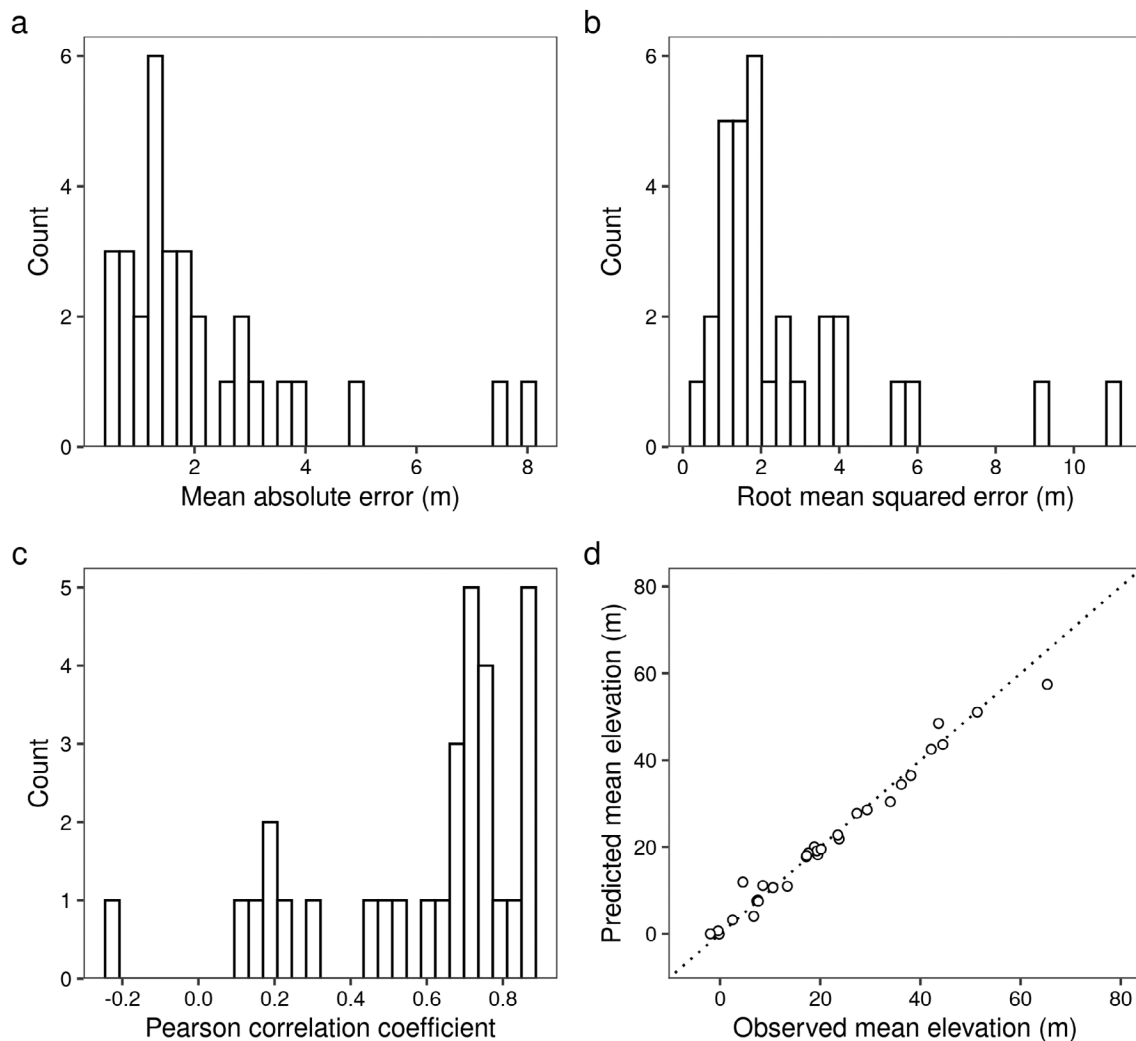 a
6
4
2
0
Count
2 4 6 8
Mean absolute error (m)
b
6
4
2
0
Count
0 2 4 6 8 10
Root mean squared error (m)
c
5
4
3
2
1
0
Count
-0.2 0.0 0.2 0.4 0.6 0.8
Pearson correlation coefficient
d
80
60
40
20
0
Predicted mean elevation (m)
0 20 40 60 80
Observed mean elevation (m)